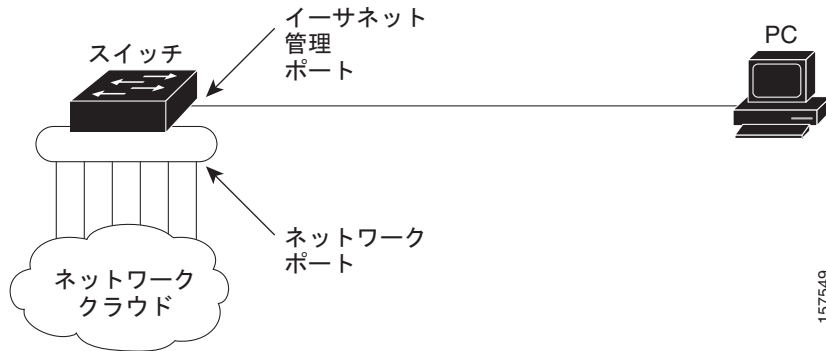 イーサネット
管理
ポート
スイッチ
PC
ネットワーク
ポート
ネットワーク
クラウド
157549